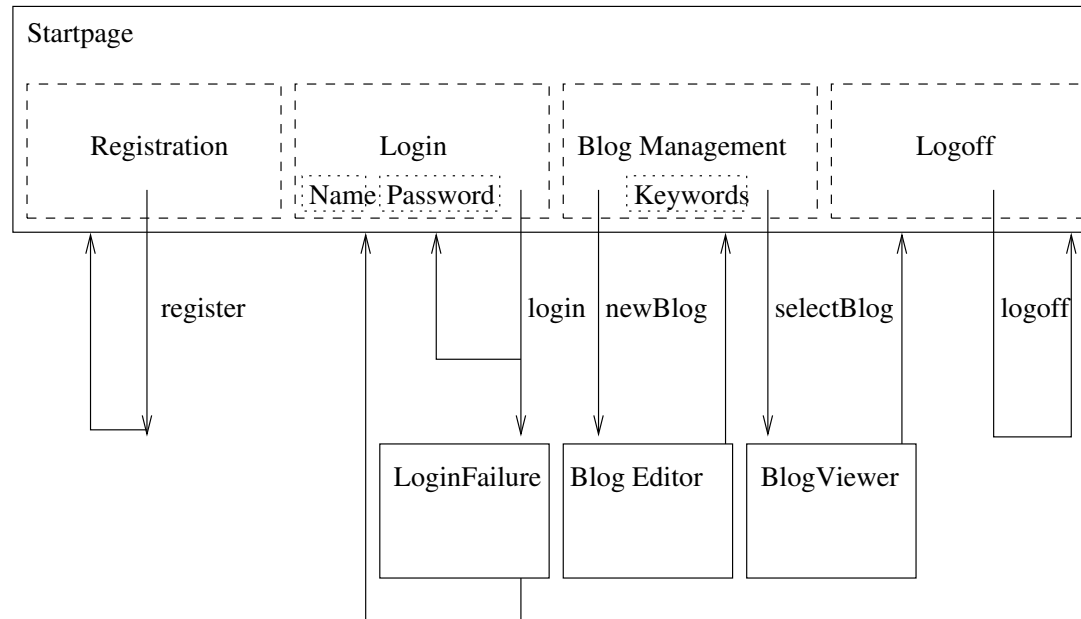 Startpage
Registration
Login
Blog Management
Logoff
Name
Password
Keywords
register
login
newBlog
selectBlog
logoff
LoginFailure
Blog Editor
BlogViewer